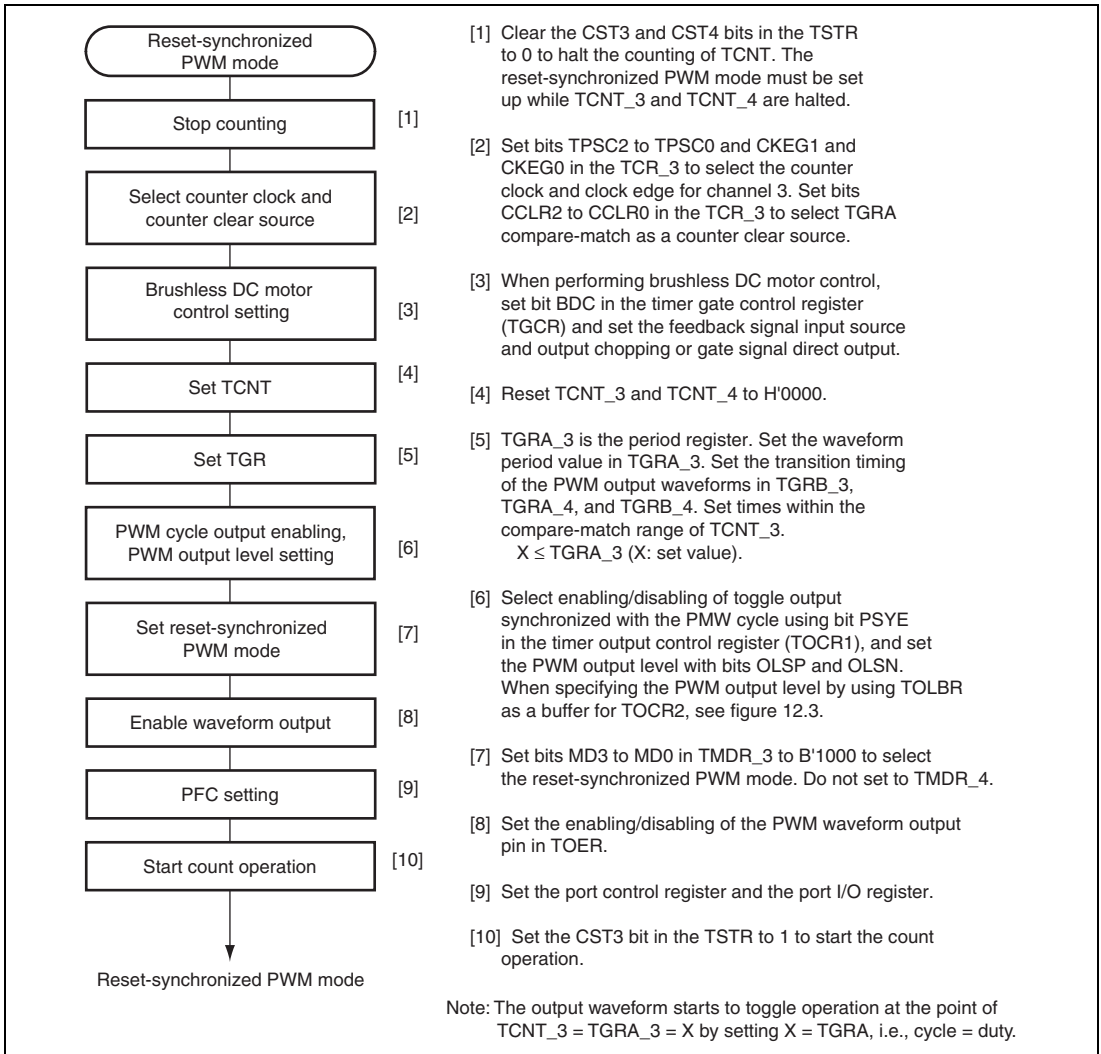 Reset-synchronized
PWM mode
Stop counting
[1]
Select counter clock and
counter clear source
[2]
Brushless DC motor
control setting
[3]
Set TCNT
[4]
Set TGR
[5]
PWM cycle output enabling,
PWM output level setting
[6]
Set reset-synchronized
PWM mode
[7]
Enable waveform output
[8]
PFC setting
[9]
Start count operation
[10]
Reset-synchronized PWM mode
[1] Clear the CST3 and CST4 bits in the TSTR
to 0 to halt the counting of TCNT. The
reset-synchronized PWM mode must be set
up while TCNT_3 and TCNT_4 are halted.
[2] Set bits TPSC2 to TPSC0 and CKEG1 and
CKEG0 in the TCR_3 to select the counter
clock and clock edge for channel 3. Set bits
CCLR2 to CCLR0 in the TCR_3 to select TGRA
compare-match as a counter clear source.
[3] When performing brushless DC motor control,
set bit BDC in the timer gate control register
(TGCR) and set the feedback signal input source
and output chopping or gate signal direct output.
[4] Reset TCNT_3 and TCNT_4 to H'0000.
[5] TGRA_3 is the period register. Set the waveform
period value in TGRA_3. Set the transition timing
of the PWM output waveforms in TGRB_3,
TGRA_4, and TGRB_4. Set times within the
compare-match range of TCNT_3.
X ≤ TGRA_3 (X: set value).
[6] Select enabling/disabling of toggle output
synchronized with the PMW cycle using bit PSYE
in the timer output control register (TOCR1), and set
the PWM output level with bits OLSP and OLSN.
When specifying the PWM output level by using TOLBR
as a buffer for TOCR2, see figure 12.3.
[7] Set bits MD3 to MD0 in TMDR_3 to B'1000 to select
the reset-synchronized PWM mode. Do not set to TMDR_4.
[8] Set the enabling/disabling of the PWM waveform output
pin in TOER.
[9] Set the port control register and the port I/O register.
[10] Set the CST3 bit in the TSTR to 1 to start the count
operation.
Note: The output waveform starts to toggle operation at the point of
TCNT_3 = TGRA_3 = X by setting X = TGRA, i.e., cycle = duty.